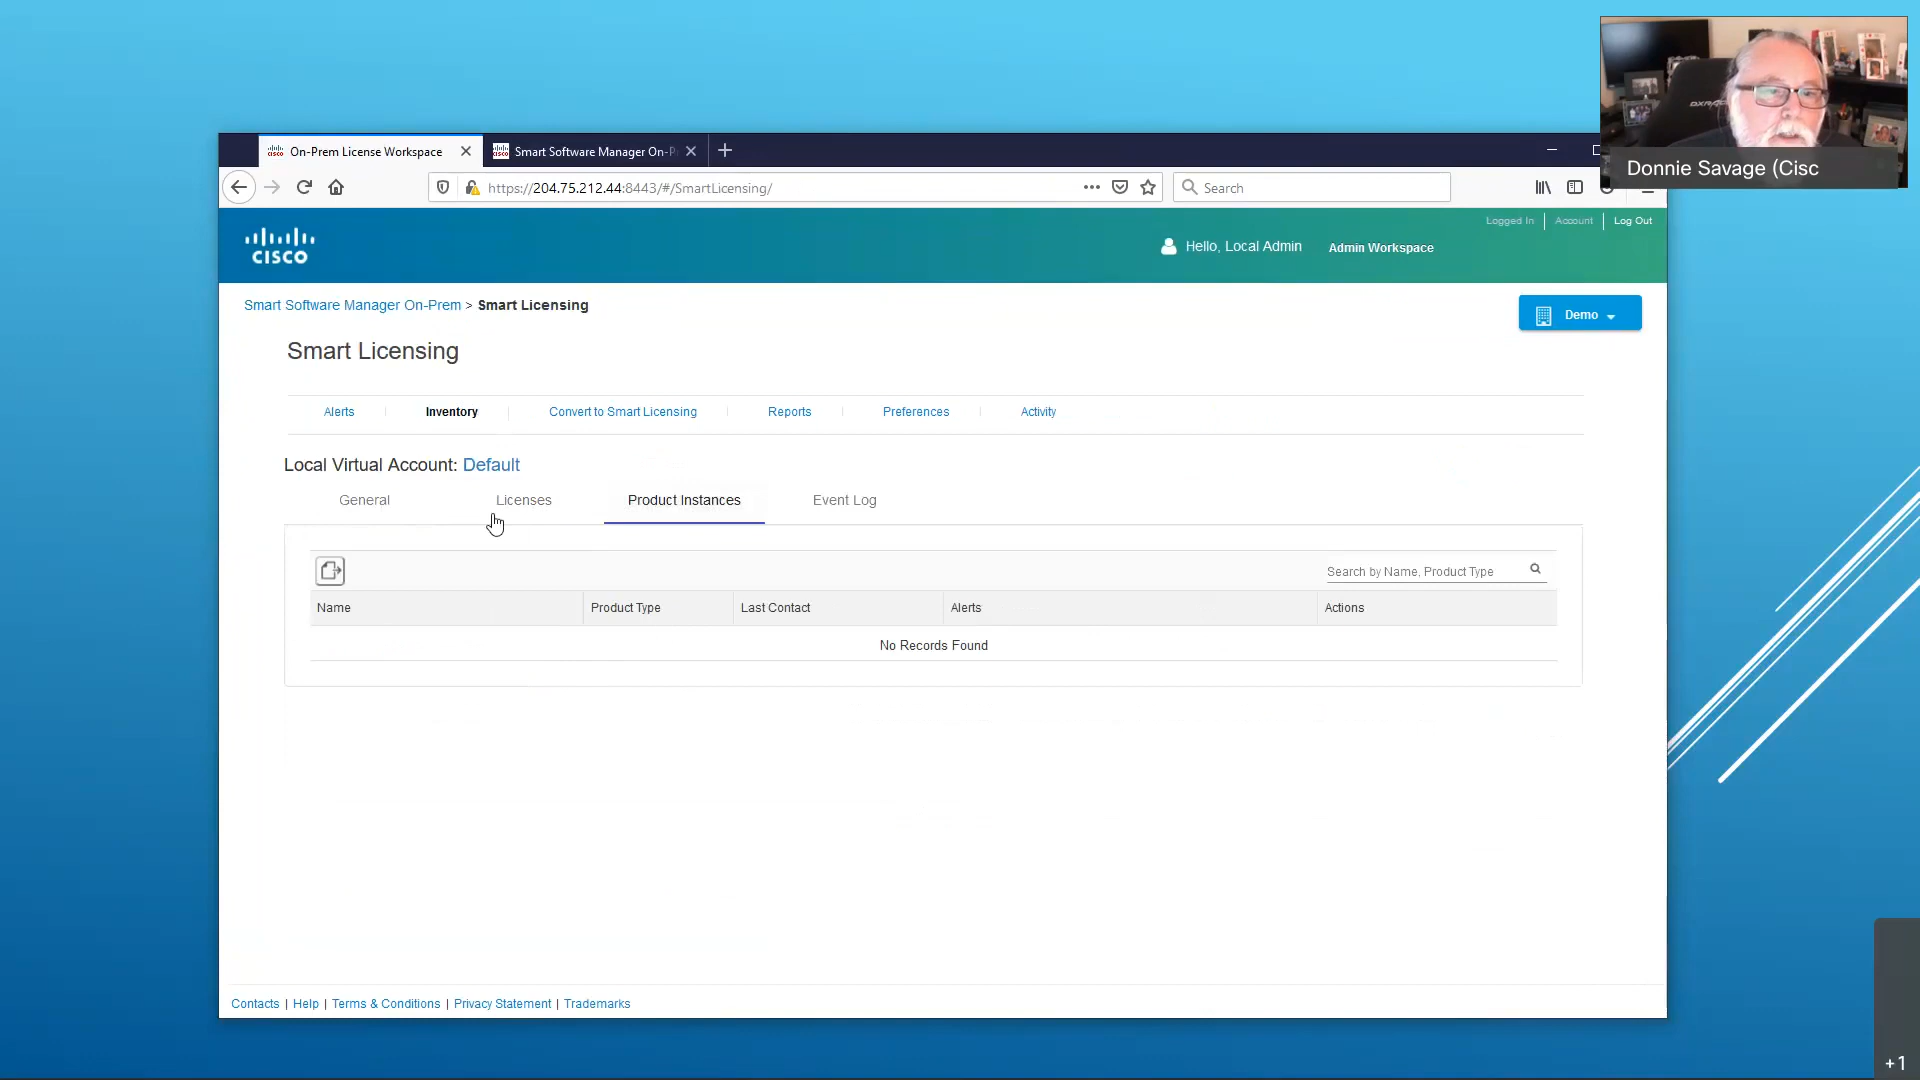 On-Prem License Workspace
Smart Software Manager On-P
https://204.75.212.44:8443/#/SmartLicensing/
Search
Donnie Savage (Cisc
Logged In
Account
Log Out
CISCO
Hello, Local Admin
Admin Workspace
Smart Software Manager On-Prem > Smart Licensing
Demo
Smart Licensing
Alerts
Inventory
Convert to Smart Licensing
Reports
Preferences
Activity
Local Virtual Account: Default
General
Licenses
Product Instances
Event Log
Search by Name, Product Type
Name
Product Type
Last Contact
Alerts
Actions
No Records Found
Contacts | Help | Terms & Conditions | Privacy Statement | Trademarks
+1